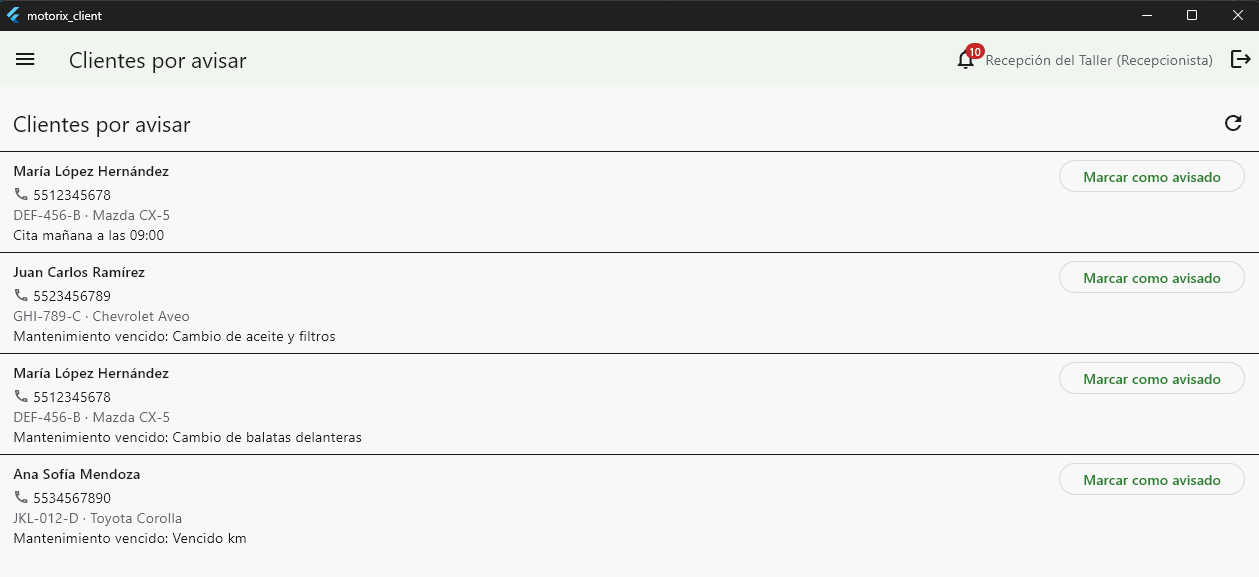 motorix_client
Clientes por avisar
10
Recepción del Taller (Recepcionista)
Clientes por avisar
María López Hernández
Marcar como avisado
5512345678
DEF-456-B · Mazda CX-5
Cita mañana a las 09:00
Juan Carlos Ramírez
Marcar como avisado
5523456789
GHI-789-C · Chevrolet Aveo
Mantenimiento vencido: Cambio de aceite y filtros
María López Hernández
Marcar como avisado
5512345678
DEF-456-B · Mazda CX-5
Mantenimiento vencido: Cambio de balatas delanteras
Ana Sofía Mendoza
Marcar como avisado
5534567890
JKL-012-D · Toyota Corolla
Mantenimiento vencido: Vencido km